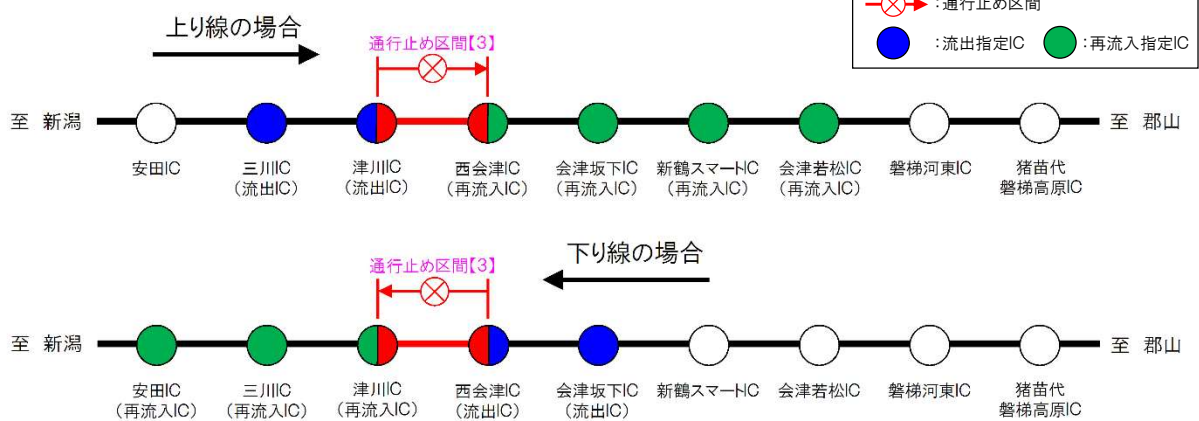 :通行止め区間
:流出指定IC
:再流入指定IC
上り線の場合
通行止め区間【3】
至 新潟
至 郡山
安田IC
三川IC
(流出IC)
津川IC
(流出IC)
西会津IC
(再流入IC)
会津坂下IC
(再流入IC)
新鶴スマートIC
(再流入IC)
会津若松IC
(再流入IC)
磐梯河東IC
猪苗代
磐梯高原IC
下り線の場合
通行止め区間【3】
至 新潟
至 郡山
安田IC
(再流入IC)
三川IC
(再流入IC)
津川IC
(再流入IC)
西会津IC
(流出IC)
会津坂下IC
(流出IC)
新鶴スマートIC
会津若松IC
磐梯河東IC
猪苗代
磐梯高原IC